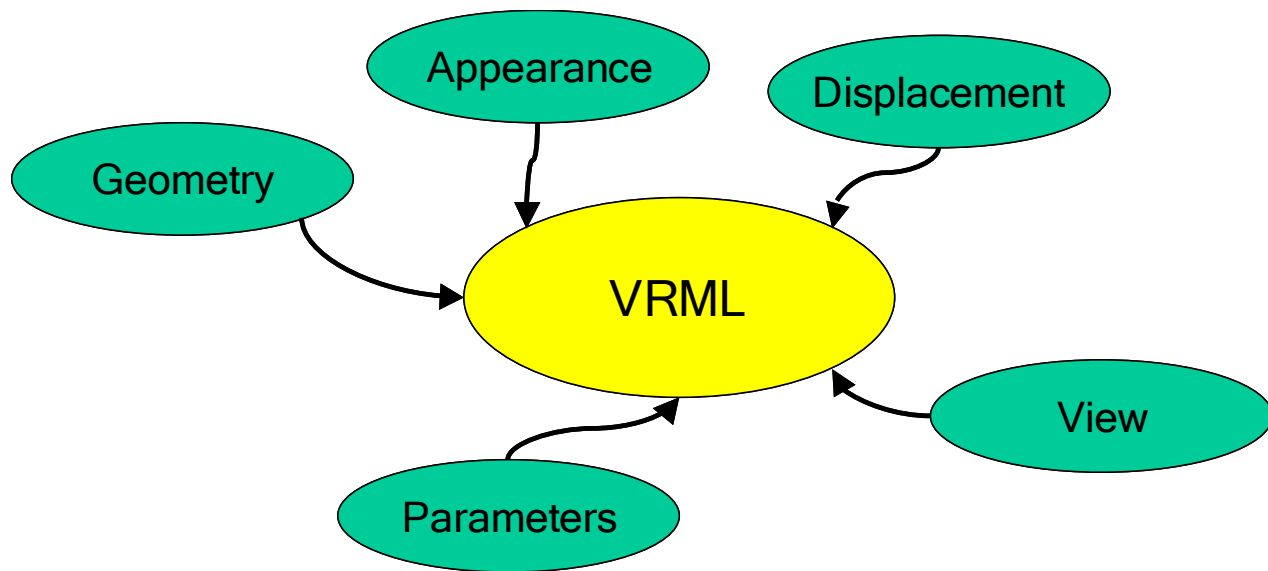 Appearance
Displacement
Geometry
VRML
View
Parameters